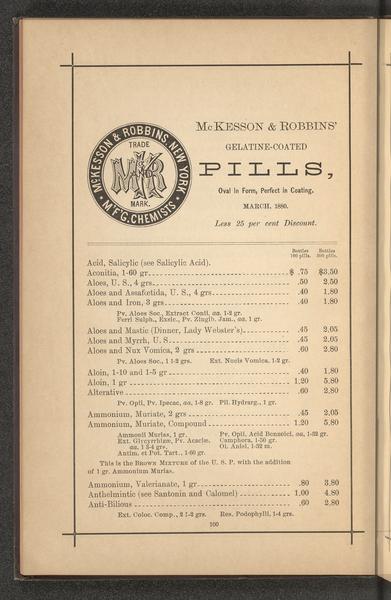 McKESSON & ROBBINS, NEW YORK
TRADE
McK & R
MARK.
M'F'G. CHEMISTS
McKesson & Robbins'
GELATINE-COATED
PILLS,
Oval in Form, Perfect in Coating.
MARCH, 1880.
Less 25 per cent Discount.
Bottles 100 pills. Bottles 500 pills.
Acid, Salicylic (see Salicylic Acid).
Aconitia, 1-60 gr. $ .75 $3.50
Aloes, U. S., 4 grs. .50 2.50
Aloes and Assafœtida, U. S., 4 grs. .40 1.80
Aloes and Iron, 3 grs. .40 1.80
Pv. Aloes Soc., Extract Conii, aa. 1-2 gr.
Ferri Sulph., Exsic., Pv. Zingib. Jam., aa. 1 gr.
Aloes and Mastic (Dinner, Lady Webster's). .45 2.05
Aloes and Myrrh, U. S. .45 2.05
Aloes and Nux Vomica, 2 grs .60 2.80
Pv. Aloes Soc., 1 1-2 grs. Ext. Nucis Vomica, 1-2 gr.
Aloin, 1-10 and 1-5 gr .40 1.80
Aloin, 1 gr 1.20 5.80
Alterative .60 2.80
Pv. Opii, Pv. Ipecac, aa. 1-8 gr. Pil. Hydrarg., 1 gr.
Ammonium, Muriate, 2 grs .45 2.05
Ammonium, Muriate, Compound 1.20 5.80
Ammonii Murias, 1 gr. Pv. Opii, Acid Benzoici, aa, 1-32 gr.
Ext. Glycyrrhizæ, Pv. Acaciæ, Camphora, 1-50 gr.
aa. 1 3-4 grs. Ol. Anisi, 1-32 m.
Antim. et Pot. Tart., 1-60 gr.
This is the Brown Mixture of the U. S. P. with the addition
of 1 gr. Ammonium Murias.
Ammonium, Valerianate, 1 gr. .80 3.80
Anthelmintic (see Santonin and Calomel) 1.00 4.80
Anti-Bilious .60 2.80
Ext. Coloc. Comp., 2 1-2 grs. Res. Podophylli, 1-4 grs.
100